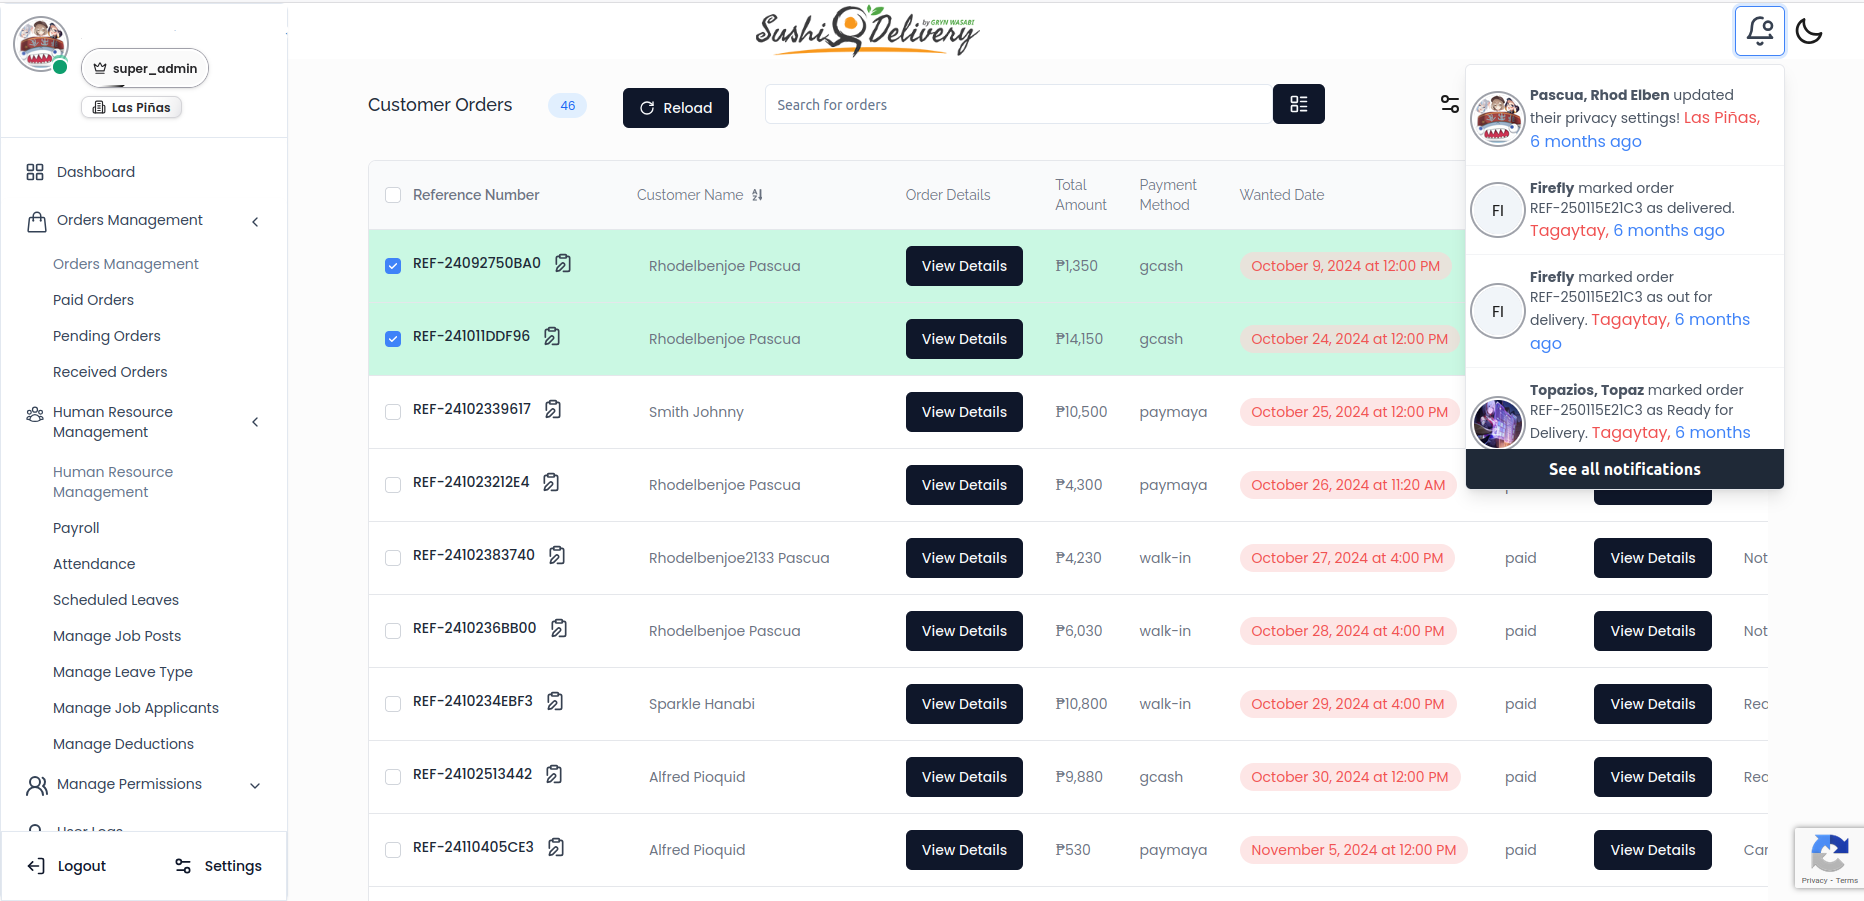 super_admin
Las Piñas
Dashboard
Orders Management
Orders Management
Paid Orders
Pending Orders
Received Orders
Human Resource
Management
Human Resource
Management
Payroll
Attendance
Scheduled Leaves
Manage Job Posts
Manage Leave Type
Manage Job Applicants
Manage Deductions
Manage Permissions
User Logs
Logout
Settings
Sushi Delivery
by GRYN WASABI
Customer Orders
46
Reload
Search for orders
Reference Number Customer Name Order Details Total Amount Payment Method Wanted Date
REF-24092750BA0 Rhodelbenjoe Pascua View Details ₱1,350 gcash October 9, 2024 at 12:00 PM
REF-241011DDF96 Rhodelbenjoe Pascua View Details ₱14,150 gcash October 24, 2024 at 12:00 PM
REF-24102339617 Smith Johnny View Details ₱10,500 paymaya October 25, 2024 at 12:00 PM
REF-241023212E4 Rhodelbenjoe Pascua View Details ₱4,300 paymaya October 26, 2024 at 11:20 AM
REF-24102383740 Rhodelbenjoe2133 Pascua View Details ₱4,230 walk-in October 27, 2024 at 4:00 PM paid View Details Not
REF-2410236BB00 Rhodelbenjoe Pascua View Details ₱6,030 walk-in October 28, 2024 at 4:00 PM paid View Details Not
REF-2410234EBF3 Sparkle Hanabi View Details ₱10,800 walk-in October 29, 2024 at 4:00 PM paid View Details Rec
REF-24102513442 Alfred Pioquid View Details ₱9,880 gcash October 30, 2024 at 12:00 PM paid View Details Rec
REF-24110405CE3 Alfred Pioquid View Details ₱530 paymaya November 5, 2024 at 12:00 PM paid View Details Can
Pascua, Rhod Elben updated
their privacy settings! Las Piñas,
6 months ago
FI
Firefly marked order
REF-250115E21C3 as delivered.
Tagaytay, 6 months ago
FI
Firefly marked order
REF-250115E21C3 as out for
delivery. Tagaytay, 6 months
ago
Topazios, Topaz marked order
REF-250115E21C3 as Ready for
Delivery. Tagaytay, 6 months
See all notifications
Privacy - Terms